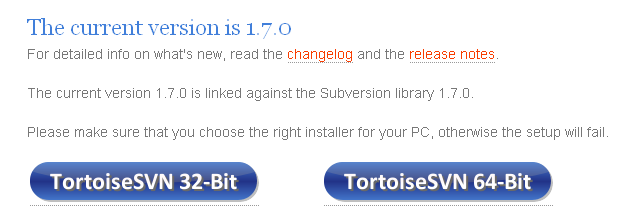 The current version is 1.7.0
For detailed info on what's new, read the changelog and the release notes.
The current version 1.7.0 is linked against the Subversion library 1.7.0.
Please make sure that you choose the right installer for your PC, otherwise the setup will fail.
TortoiseSVN 32-Bit
TortoiseSVN 64-Bit